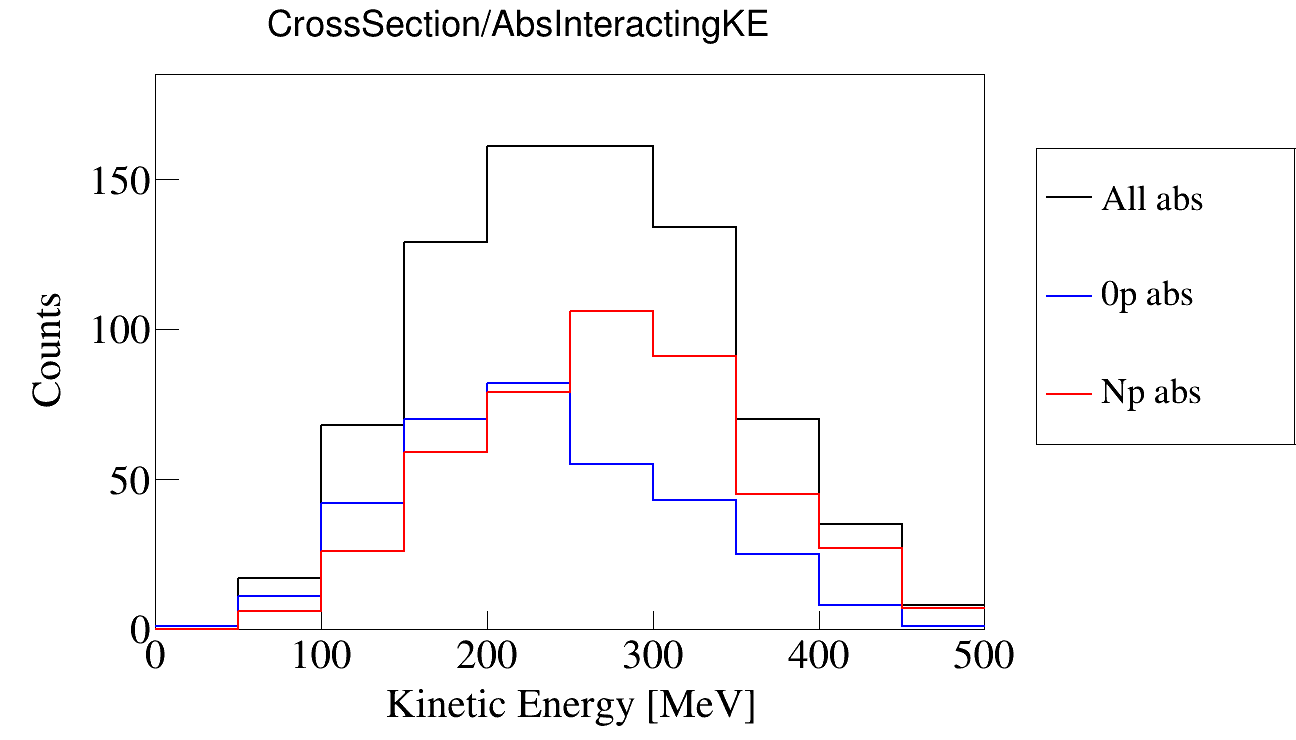 CrossSection/AbsInteractingKE
150
100
50
0
Counts
0 100 200 300 400 500
Kinetic Energy [MeV]
All abs
0p abs
Np abs